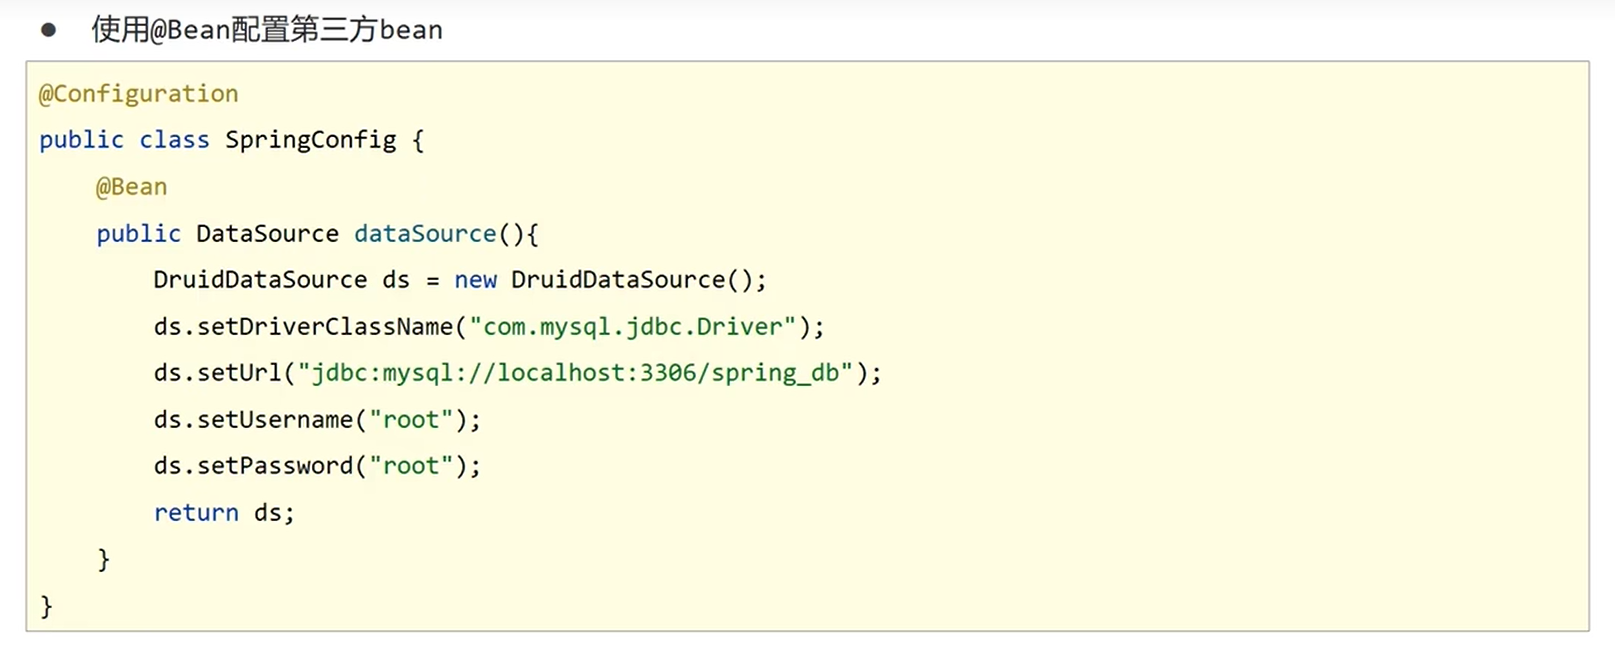 ● 使用@Bean配置第三方bean
@Configuration
public class SpringConfig {
    @Bean
    public DataSource dataSource(){
        DruidDataSource ds = new DruidDataSource();
        ds.setDriverClassName("com.mysql.jdbc.Driver");
        ds.setUrl("jdbc:mysql://localhost:3306/spring_db");
        ds.setUsername("root");
        ds.setPassword("root");
        return ds;
    }
}